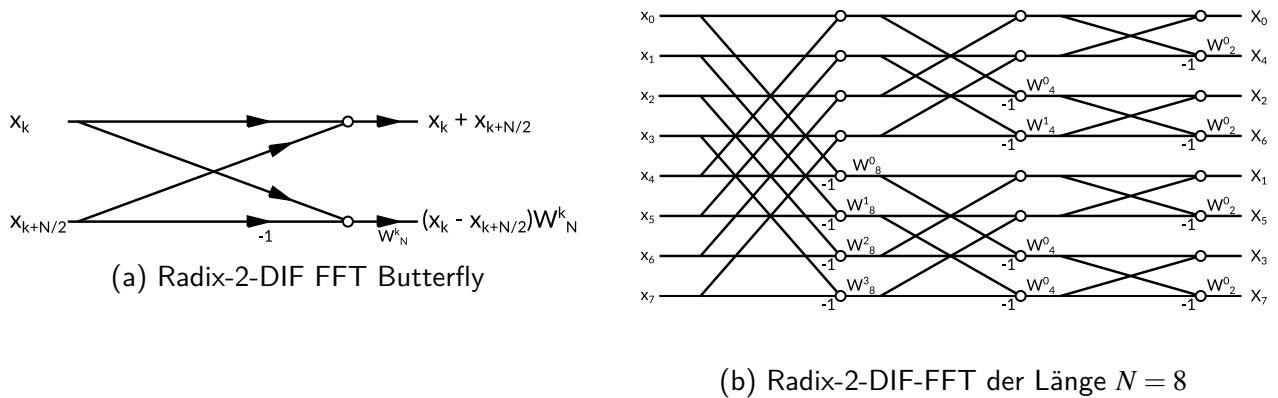 x_k
x_k + x_{k+N/2}
x_{k+N/2}
-1
W^k_N
(x_k - x_{k+N/2})W^k_N
(a) Radix-2-DIF FFT Butterfly
x_0
X_0
x_1
W^0_2
-1
X_4
x_2
W^0_4
-1
X_2
x_3
W^1_4
-1
W^0_2
-1
X_6
x_4
W^0_8
-1
X_1
x_5
W^1_8
-1
W^0_2
-1
X_5
x_6
W^2_8
-1
W^0_4
-1
X_3
x_7
W^3_8
-1
W^0_4
-1
W^0_2
-1
X_7
(b) Radix-2-DIF-FFT der Länge N = 8